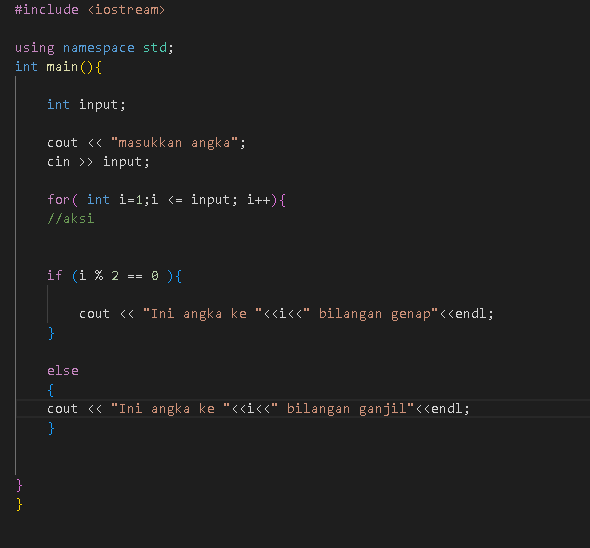 #include <iostream>
using namespace std;
int main(){
int input;
cout << "masukkan angka";
cin >> input;
for( int i=1;i <= input; i++){
//aksi
if (i % 2 == 0 ){
cout << "Ini angka ke "<<i<<" bilangan genap"<<endl;
}
else
{
cout << "Ini angka ke "<<i<<" bilangan ganjil"<<endl;
}
}
}